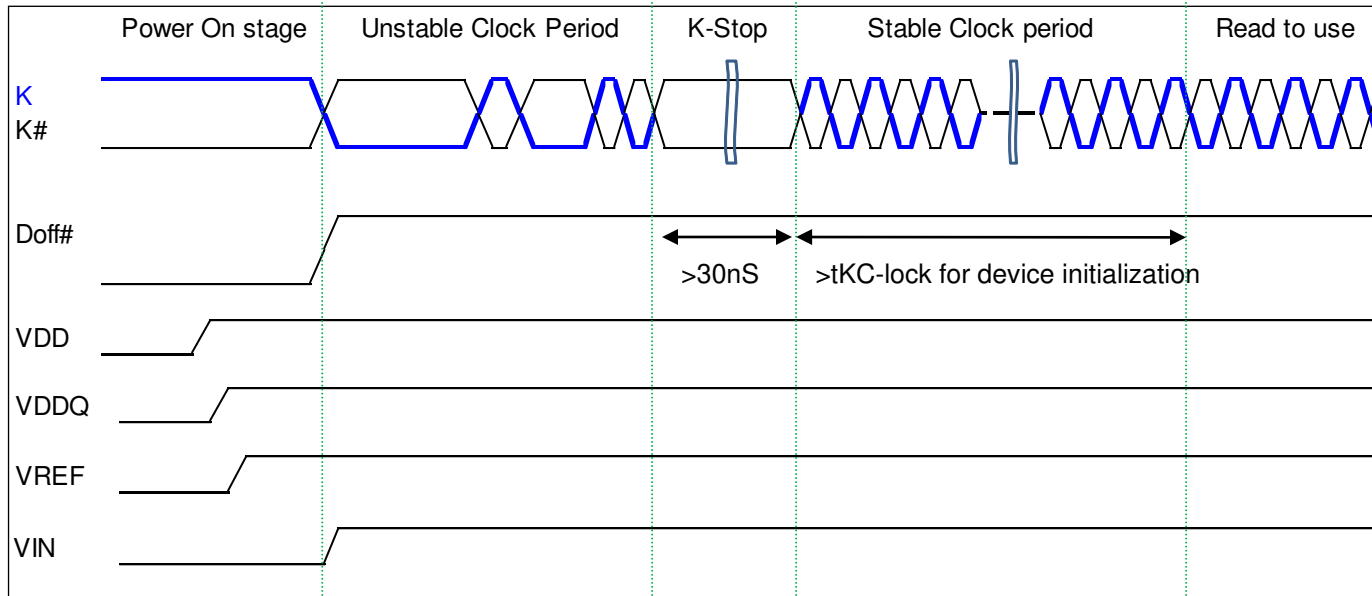 Power On stage
Unstable Clock Period
K-Stop
Stable Clock period
Read to use
K
K#
Doff#
>30nS
>tKC-lock for device initialization
VDD
VDDQ
VREF
VIN